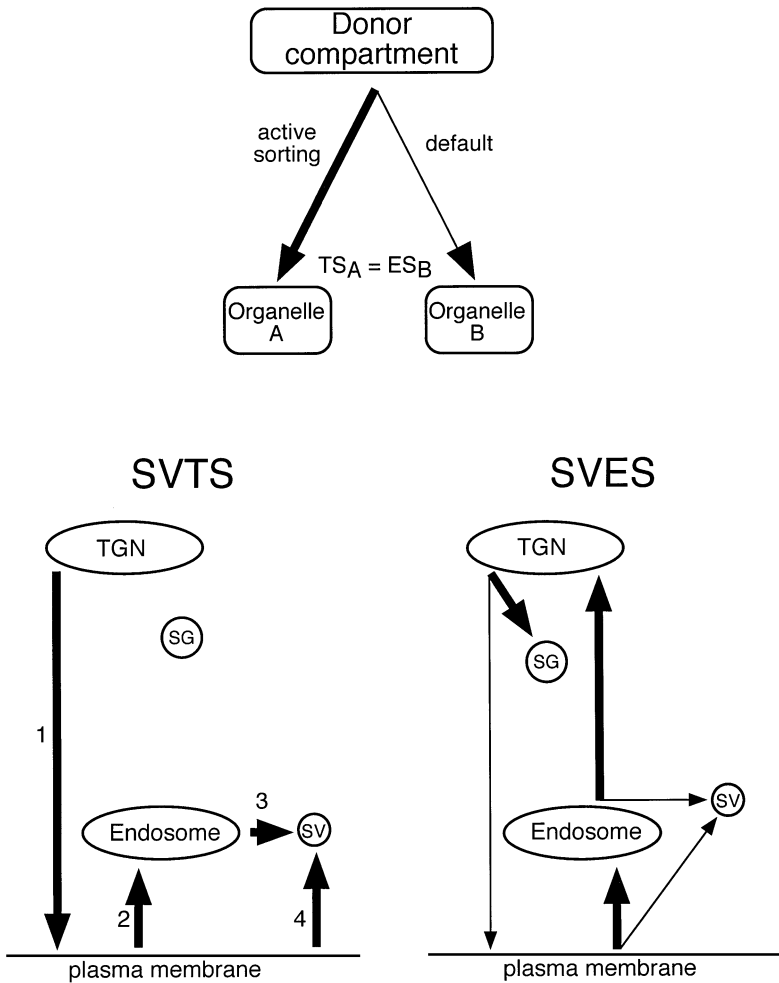 Donor
compartment
active
sorting
default
TSA = ESB
Organelle
A
Organelle
B
SVTS
SVES
TGN
TGN
SG
SG
1
3
SV
Endosome
SV
Endosome
2
4
plasma membrane
plasma membrane